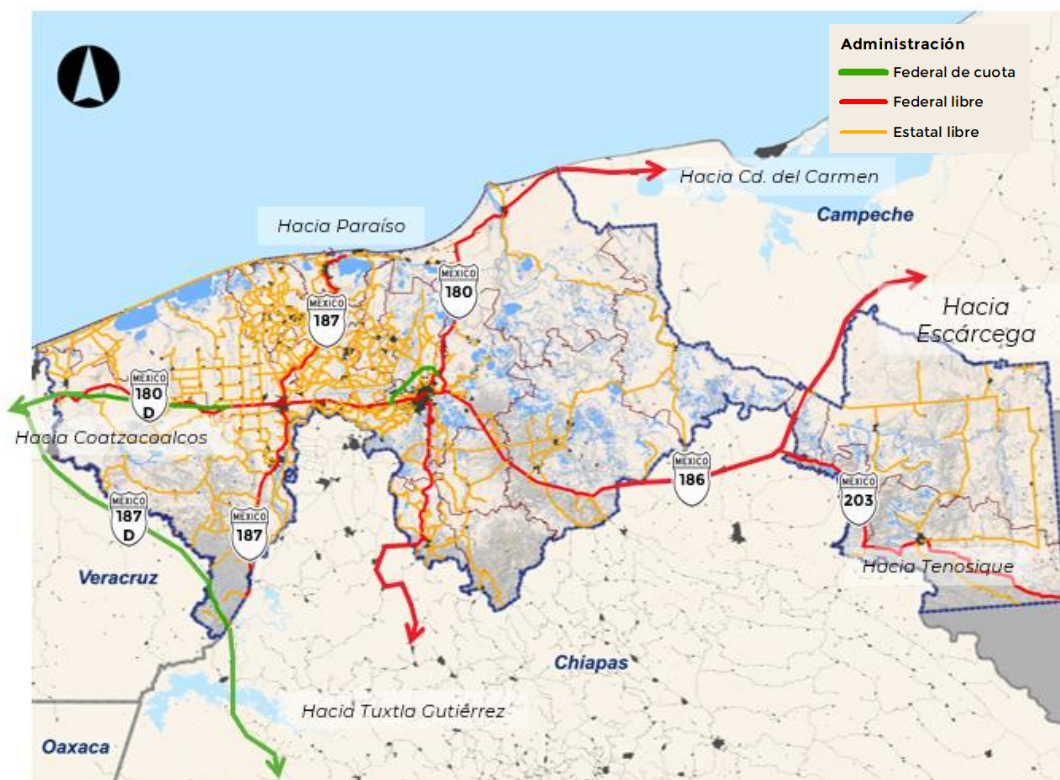 Administración
Federal de cuota
Federal libre
Estatal libre
Hacia Cd. del Carmen
Campeche
Hacia Paraíso
MÉXICO
180
MÉXICO
187
Hacia
Escárcega
MÉXICO
180
D
Hacia Coatzacoalcos
MÉXICO
186
MÉXICO
203
MÉXICO
187
D
MÉXICO
187
Hacia Tenosique
Veracruz
Chiapas
Hacia Tuxtla Gutiérrez
Oaxaca